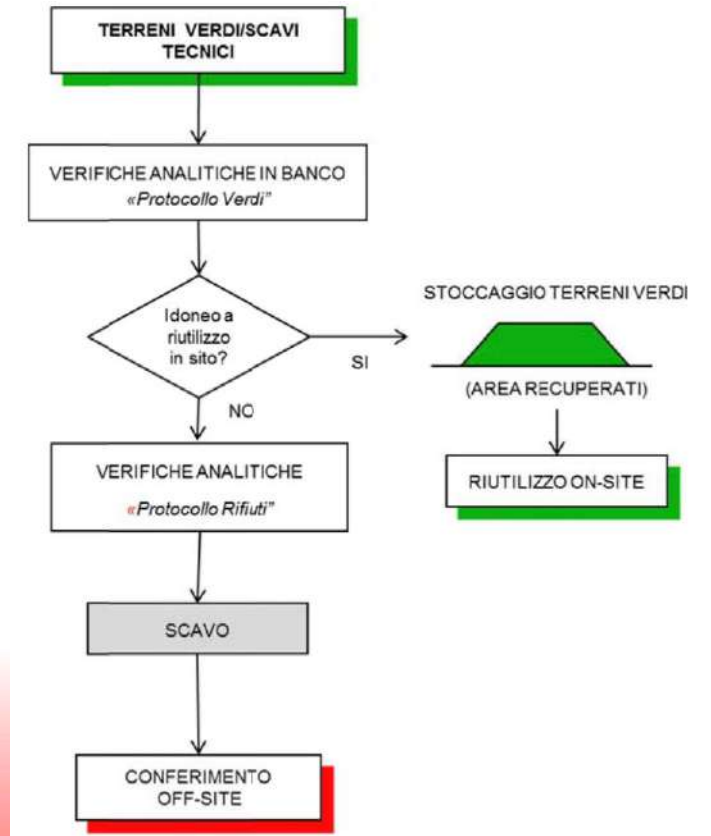 TERRENI VERDI/SCAVI
TECNICI
VERIFICHE ANALITICHE IN BANCO
«Protocollo Verdi"
Idoneo a
riutilizzo
in sito?
SI
NO
STOCCAGGIO TERRENI VERDI
(AREA RECUPERATI)
RIUTILIZZO ON-SITE
VERIFICHE ANALITICHE
«Protocollo Rifiuti"
SCAVO
CONFERIMENTO
OFF-SITE